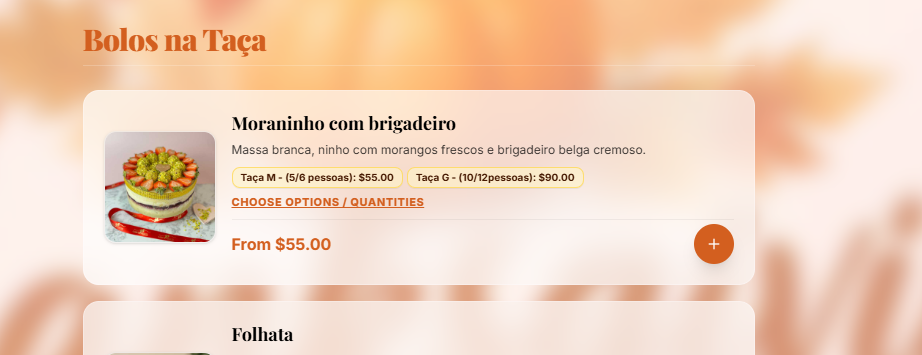 Bolos na Taça
Moraninho com brigadeiro
Massa branca, ninho com morangos frescos e brigadeiro belga cremoso.
Taça M - (5/6 pessoas): $55.00 Taça G - (10/12pessoas): $90.00
CHOOSE OPTIONS / QUANTITIES
From $55.00 +
Folhata